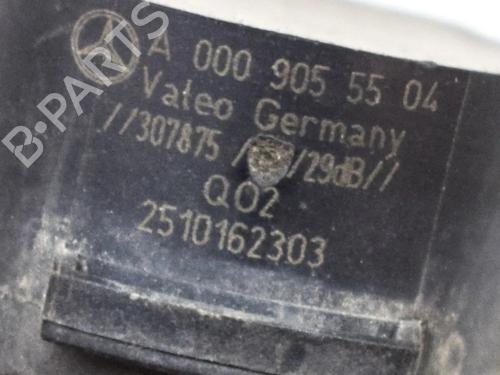 B-PARTS
A 000 905 55 04
Valeo Germany
//307875 / /29dB//
Q02
2510162303